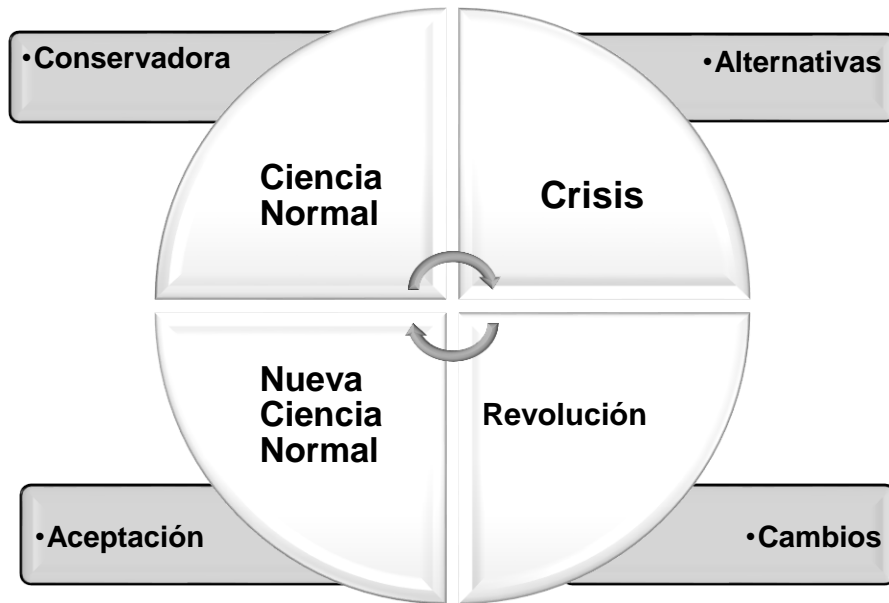 •Conservadora
•Alternativas
Ciencia
Normal
Crisis
Nueva
Ciencia
Normal
Revolución
•Aceptación
•Cambios